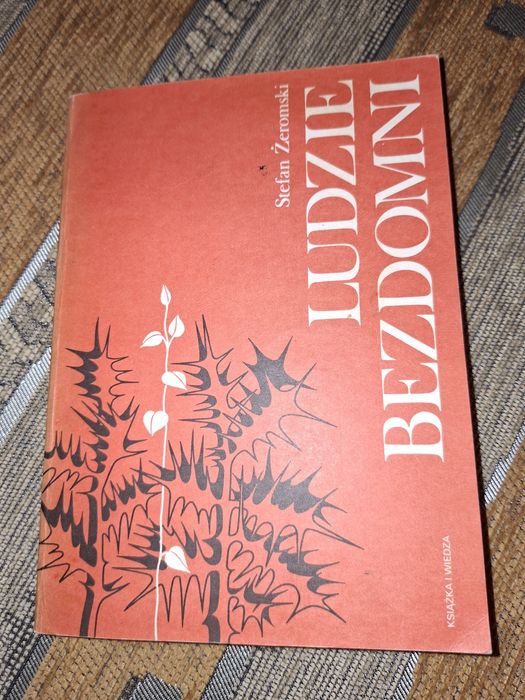 Stefan Żeromski
LUDZIE
BEZDOMNI
KSIĄŻKA I WIEDZA